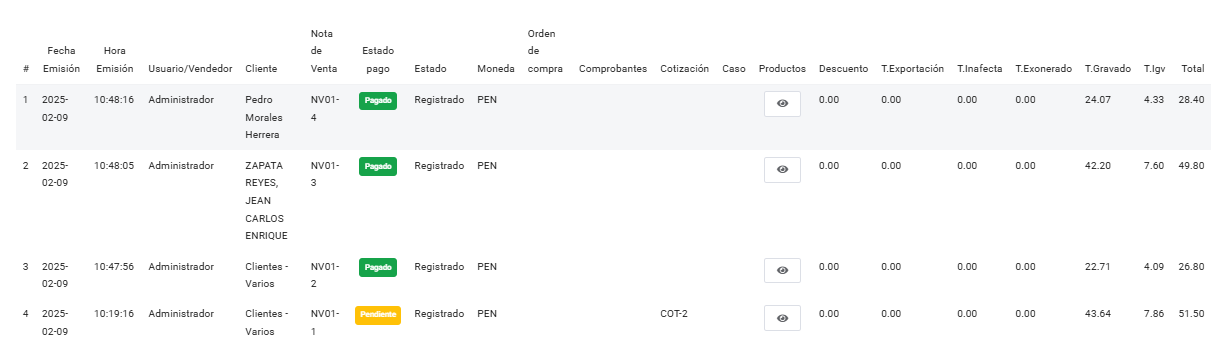 Nota Orden
Fecha Hora de Estado de
# Emisión Emisión Usuario/Vendedor Cliente Venta pago Estado Moneda compra Comprobantes Cotización Caso Productos Descuento T.Exportación T.Inafecta T.Exonerado T.Gravado T.Igv Total
1 2025- 10:48:16 Administrador Pedro NV01- Pagado Registrado PEN 0.00 0.00 0.00 0.00 24.07 4.33 28.40
02-09 Morales 4
Herrera
2 2025- 10:48:05 Administrador ZAPATA NV01- Pagado Registrado PEN 0.00 0.00 0.00 0.00 42.20 7.60 49.80
02-09 REYES, 3
JEAN
CARLOS
ENRIQUE
3 2025- 10:47:56 Administrador Clientes - NV01- Pagado Registrado PEN 0.00 0.00 0.00 0.00 22.71 4.09 26.80
02-09 Varios 2
4 2025- 10:19:16 Administrador Clientes - NV01- Pendiente Registrado PEN COT-2 0.00 0.00 0.00 0.00 43.64 7.86 51.50
02-09 Varios 1